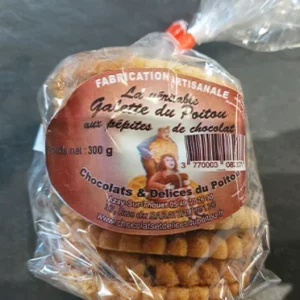 FABRICATION ARTISANALE
La véritable
Galette du Poitou
aux pépites de chocolat
net : 300 g
3 770003
Chocolats & Délices du Poitou